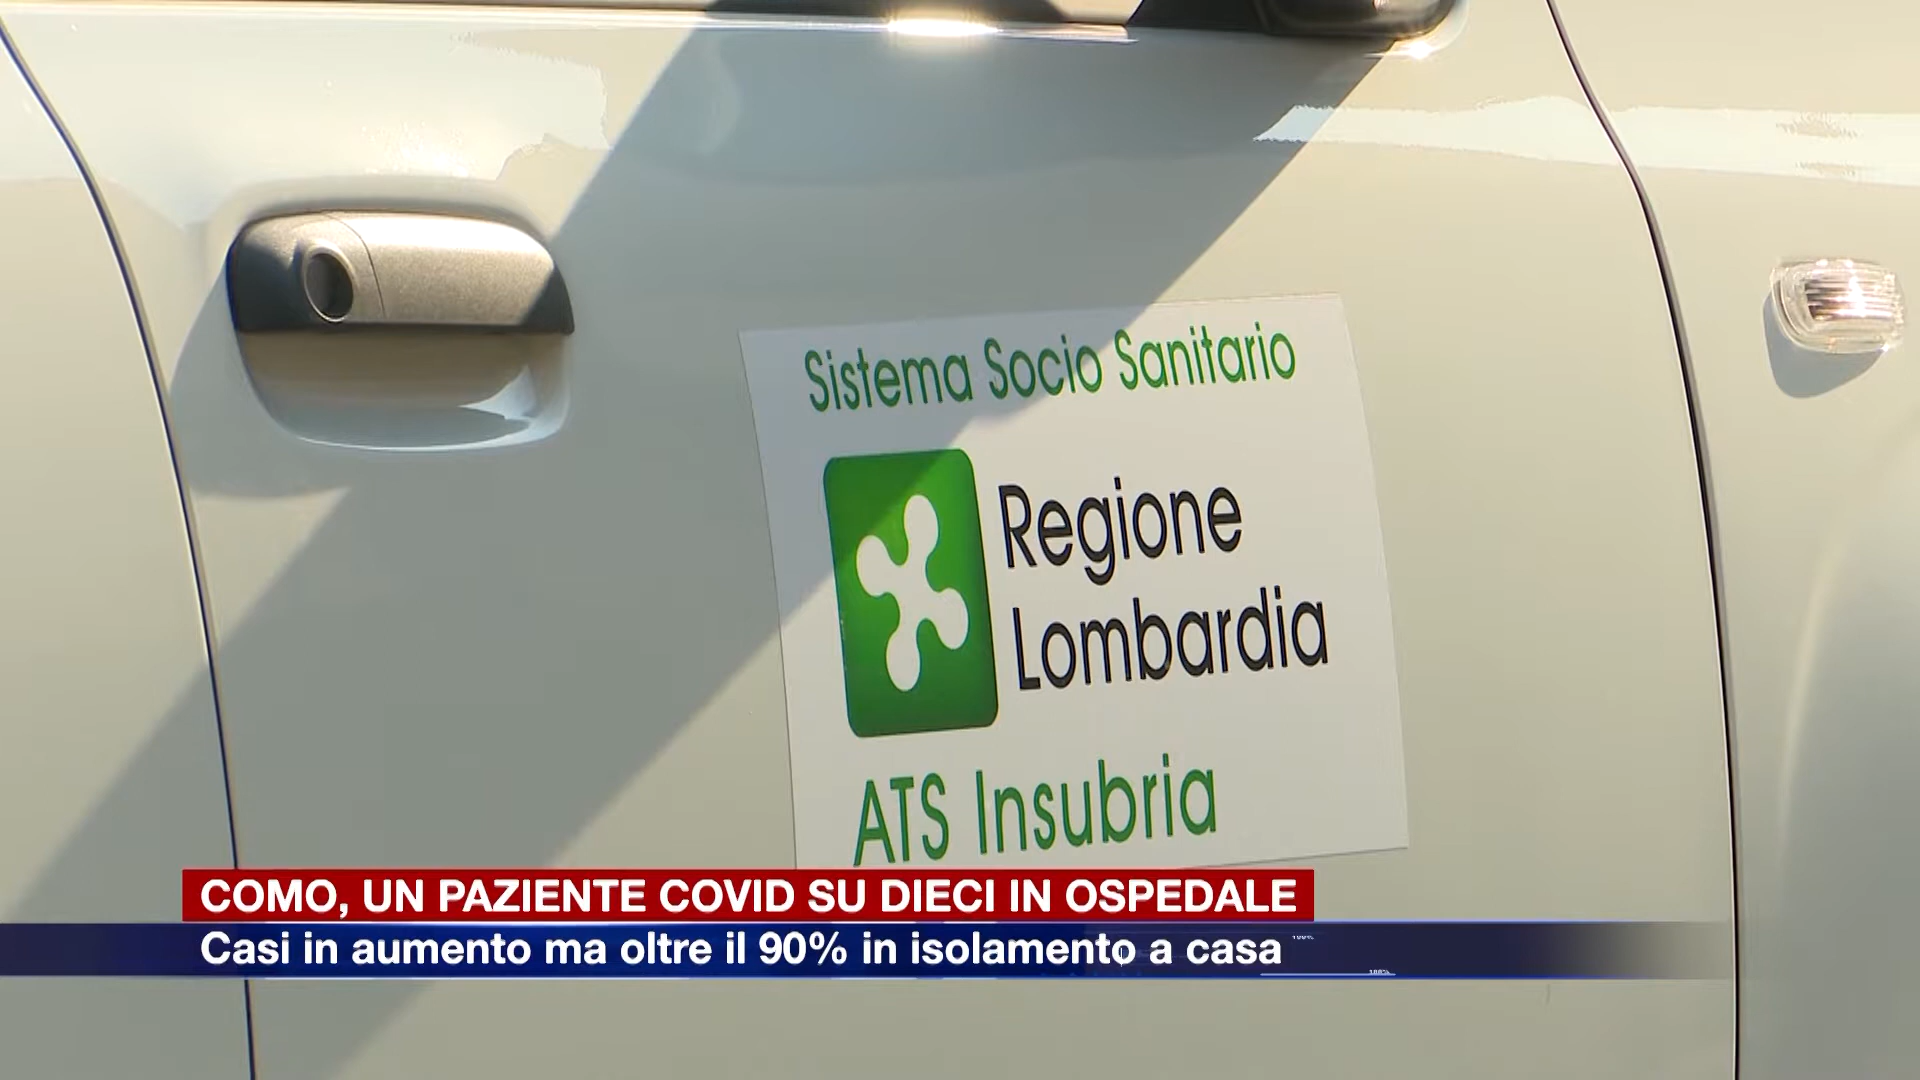 Sistema Socio Sanitario
Regione
Lombardia
ATS Insubria
COMO, UN PAZIENTE COVID SU DIECI IN OSPEDALE
Casi in aumento ma oltre il 90% in isolamento a casa
100%